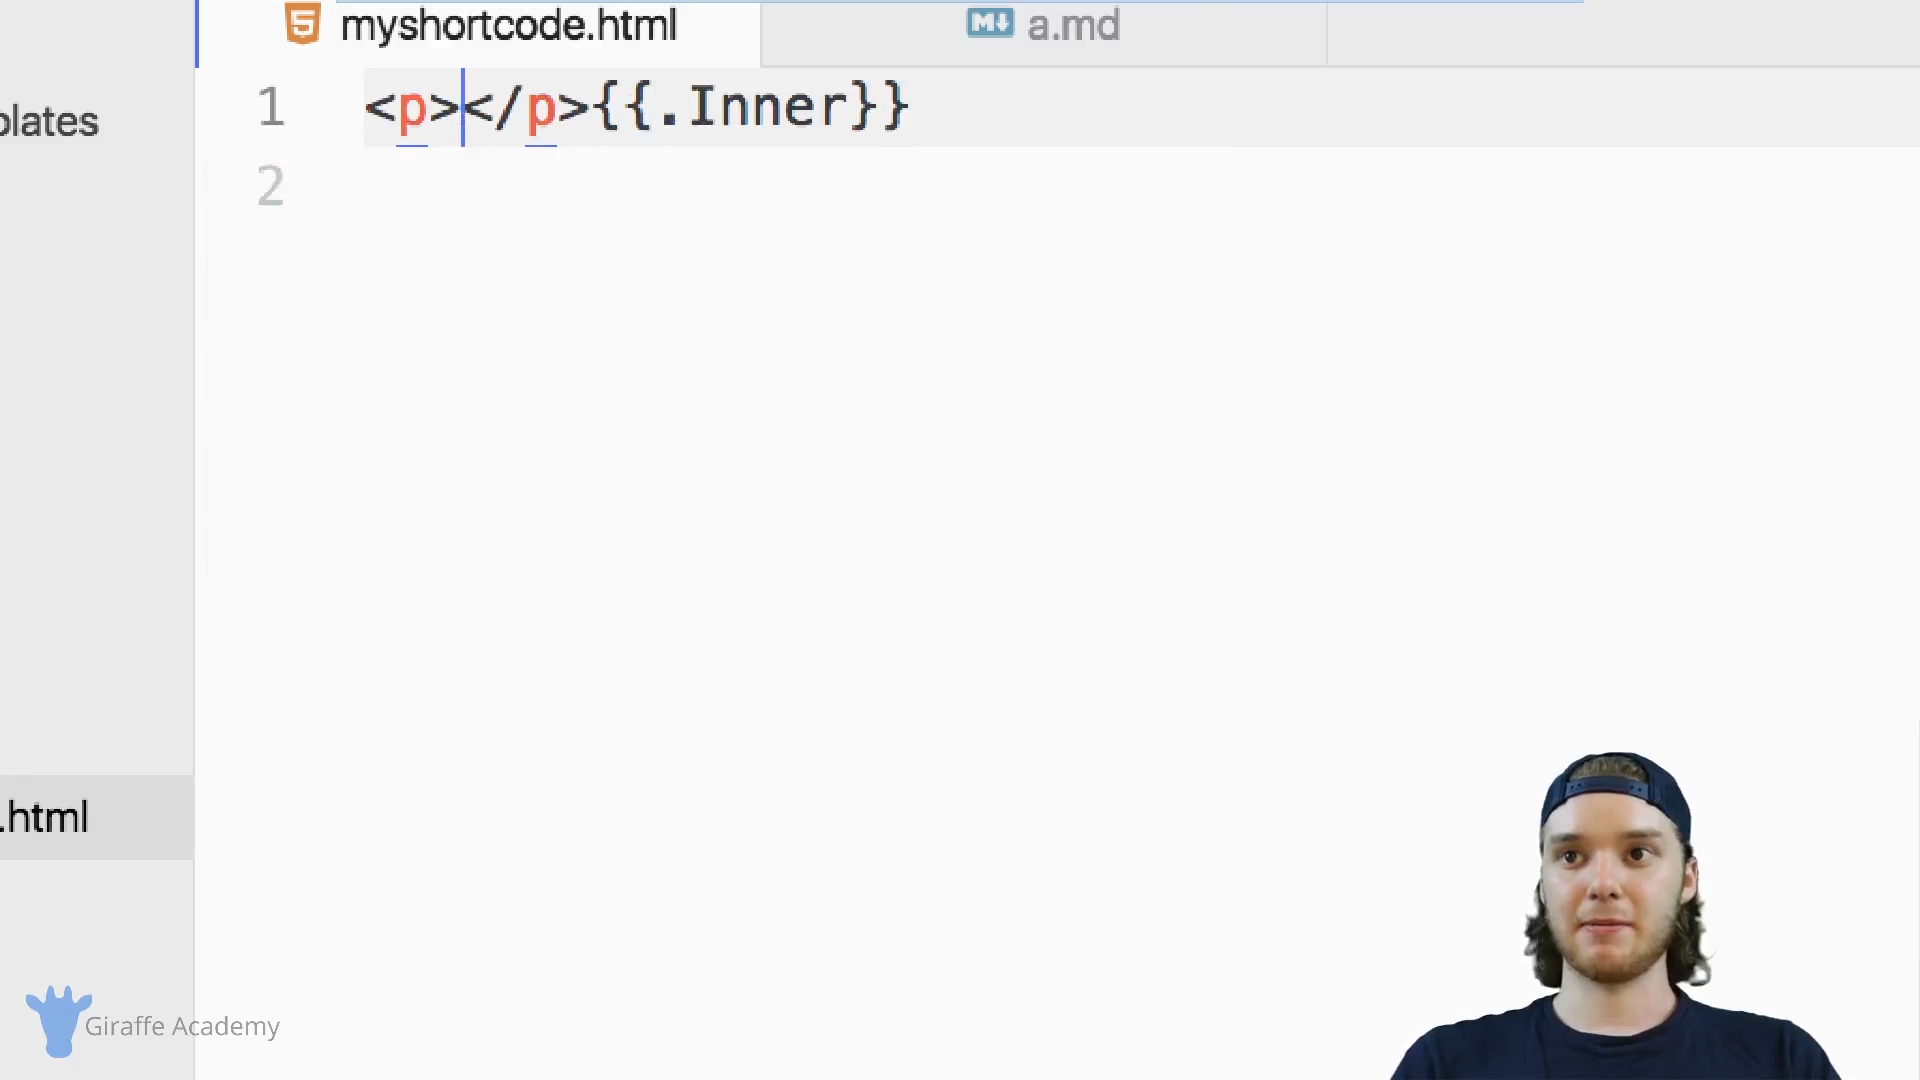 myshortcode.html
a.md
plates
1 <p></p>{{.Inner}}
2
.html
Giraffe Academy